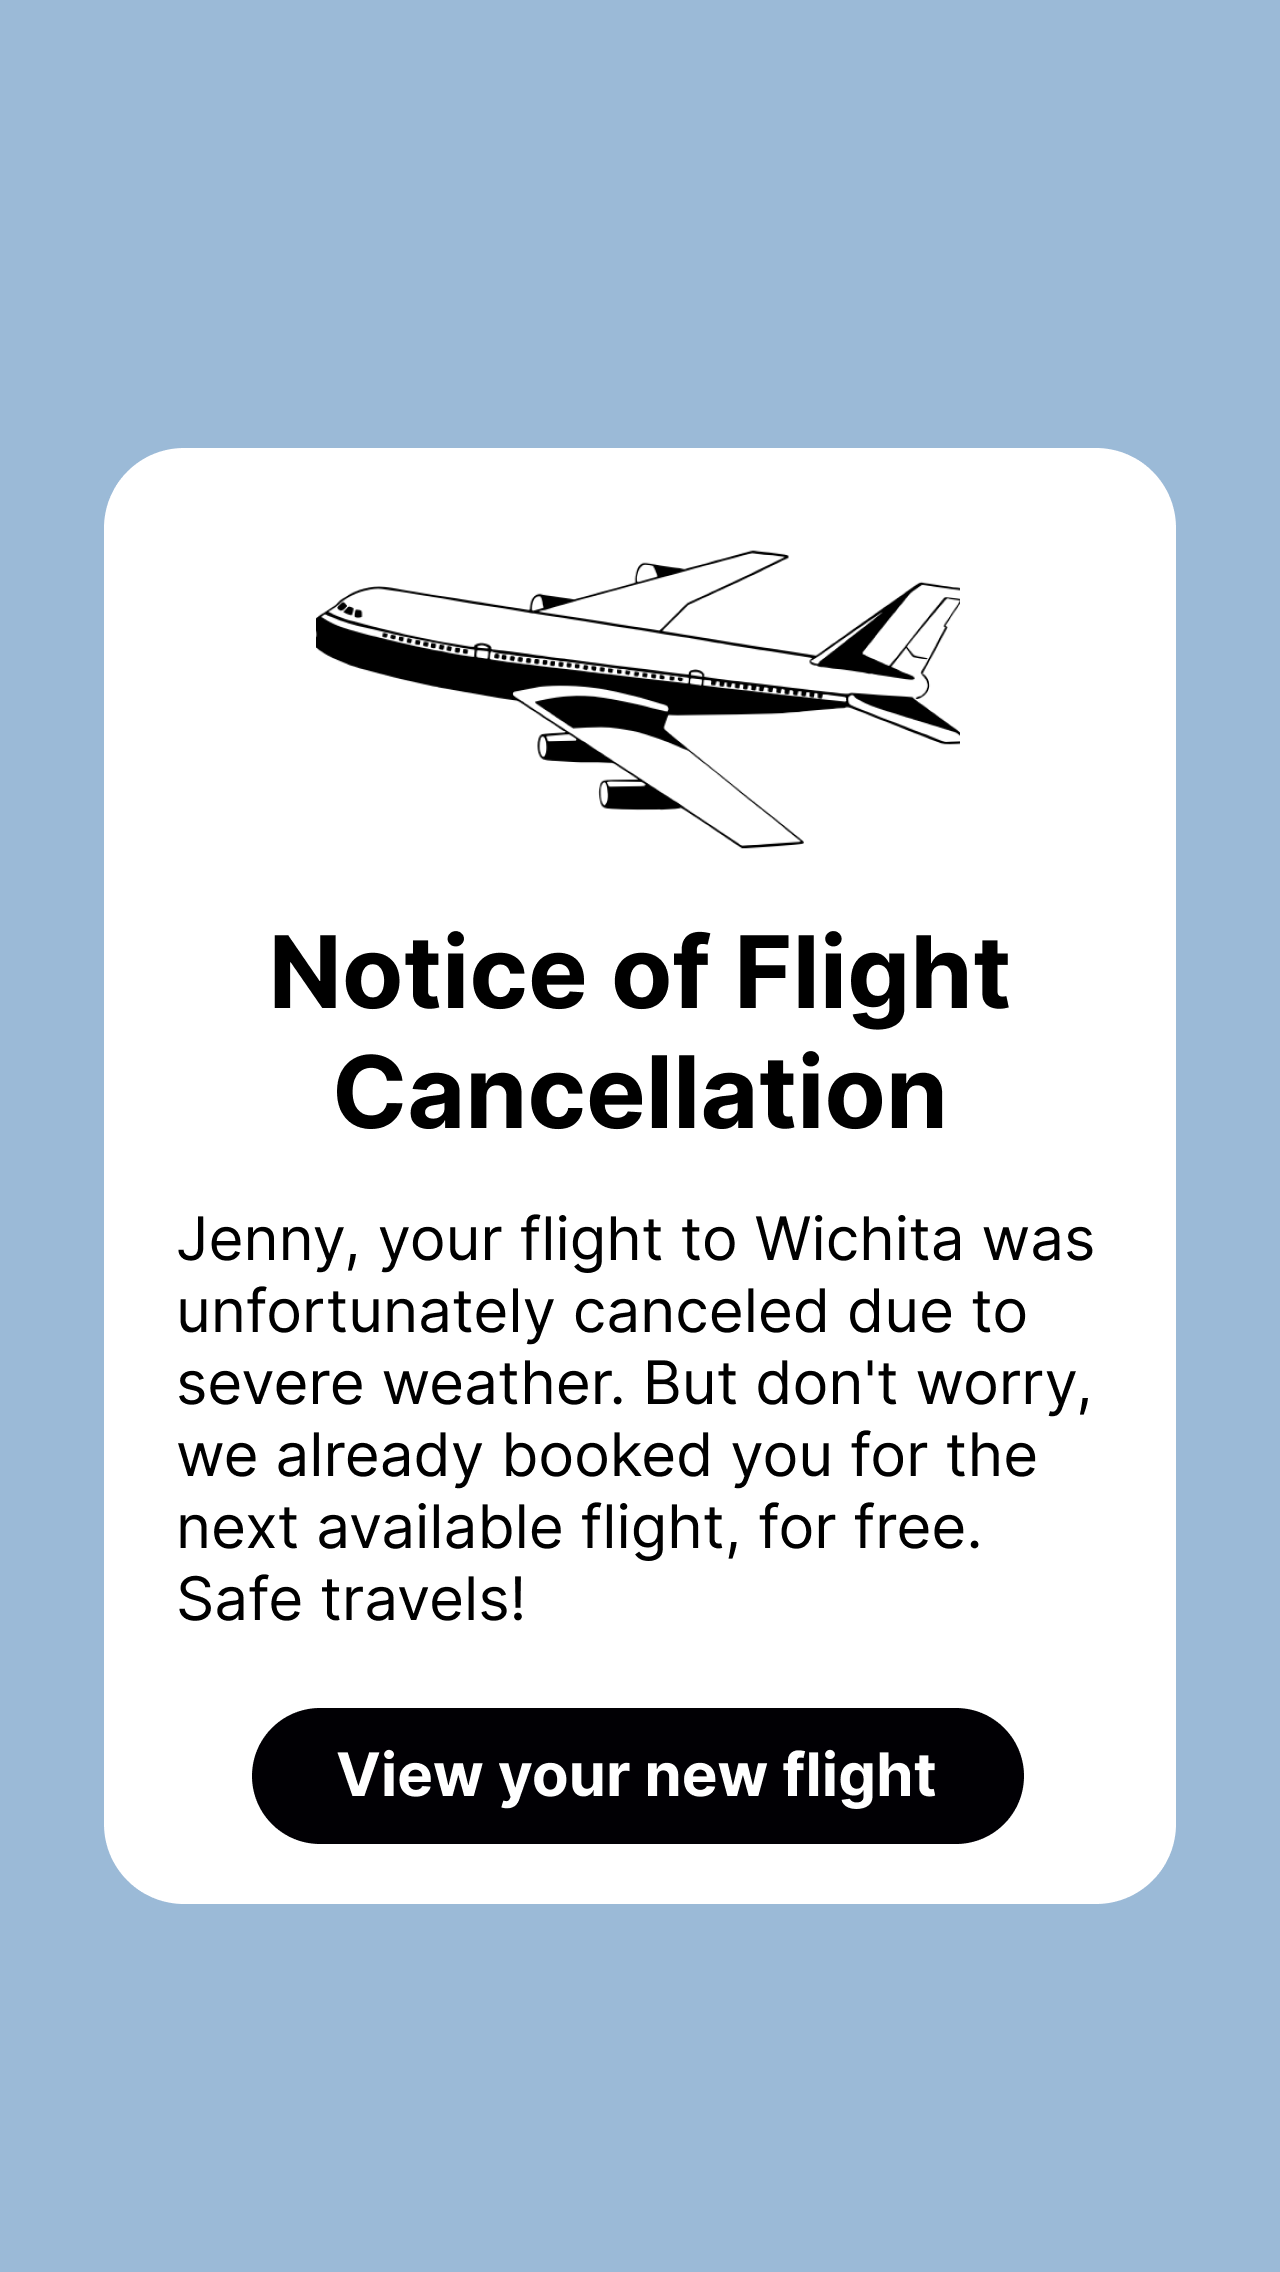 Notice of Flight
Cancellation
Jenny, your flight to Wichita was
unfortunately canceled due to
severe weather. But don't worry,
we already booked you for the
next available flight, for free.
Safe travels!
View your new flight